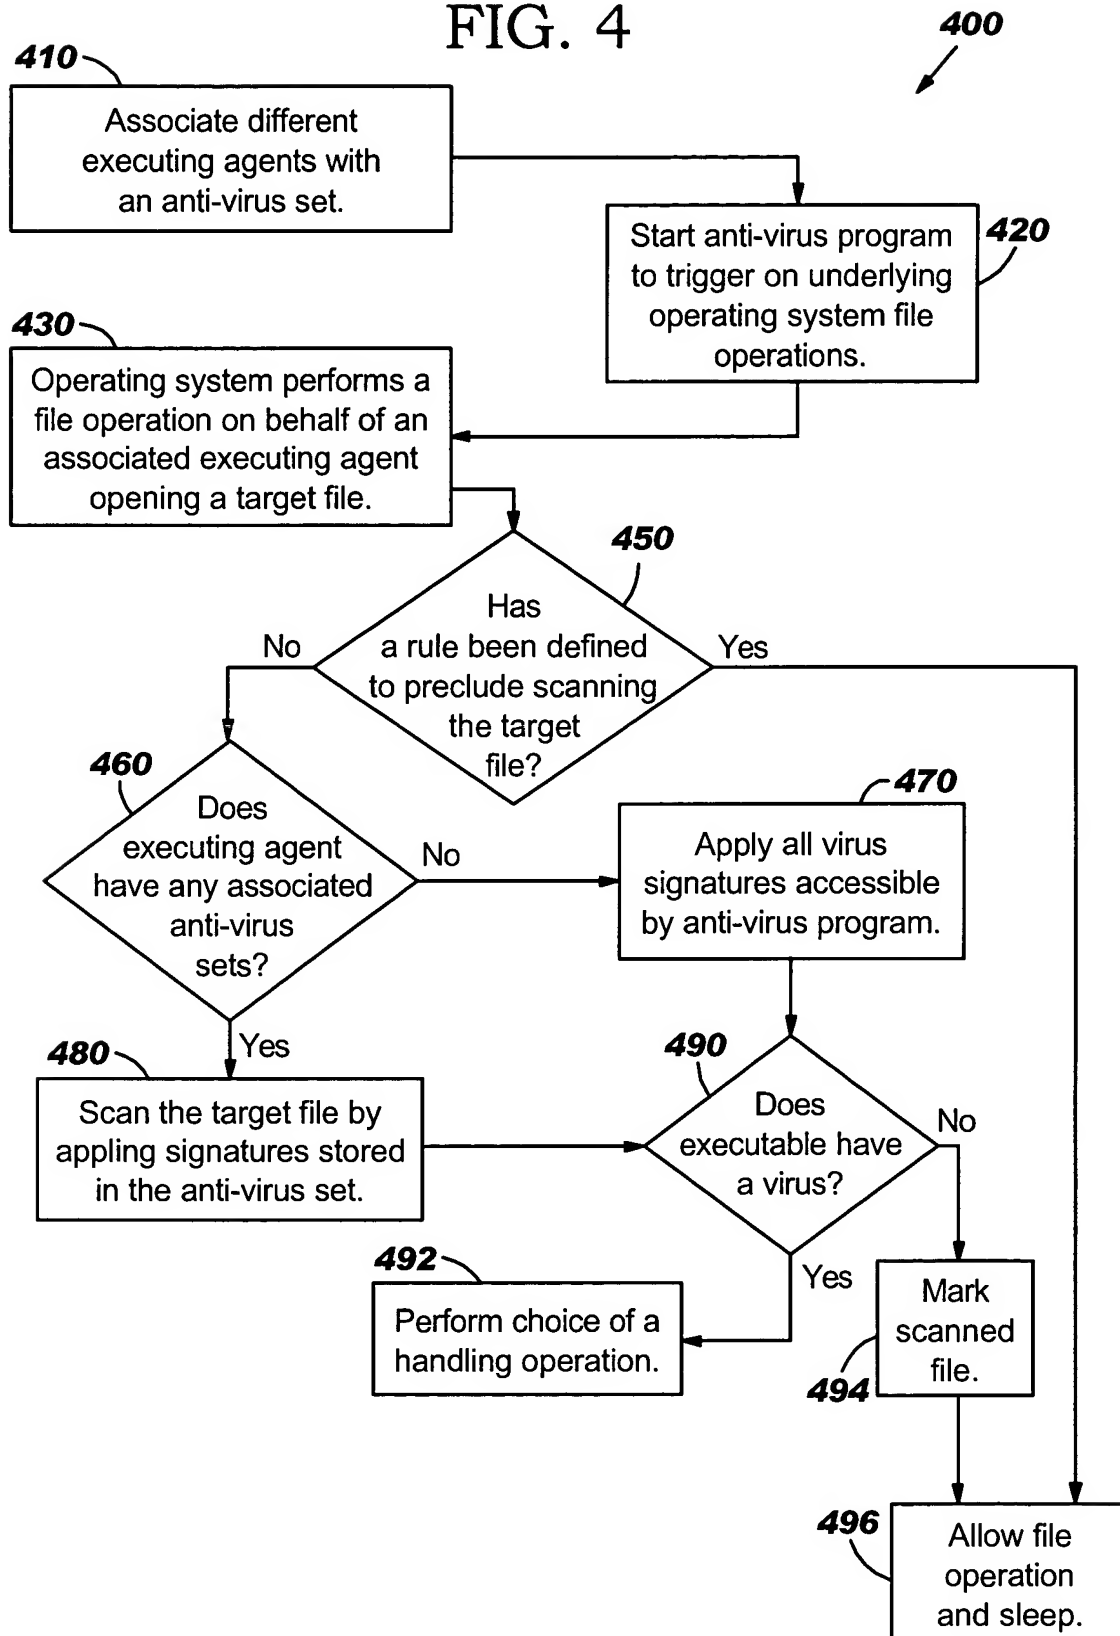 FIG. 4
400
410
Associate different
executing agents with
an anti-virus set.
Start anti-virus program
to trigger on underlying
operating system file
operations.
420
430
Operating system performs a
file operation on behalf of an
associated executing agent
opening a target file.
450
Has
a rule been defined
to preclude scanning
the target
file?
No
Yes
460
Does
executing agent
have any associated
anti-virus
sets?
No
Yes
470
Apply all virus
signatures accessible
by anti-virus program.
480
Scan the target file by
appling signatures stored
in the anti-virus set.
490
Does
executable have
a virus?
No
Yes
492
Perform choice of a
handling operation.
Mark
scanned
file.
494
496
Allow file
operation
and sleep.